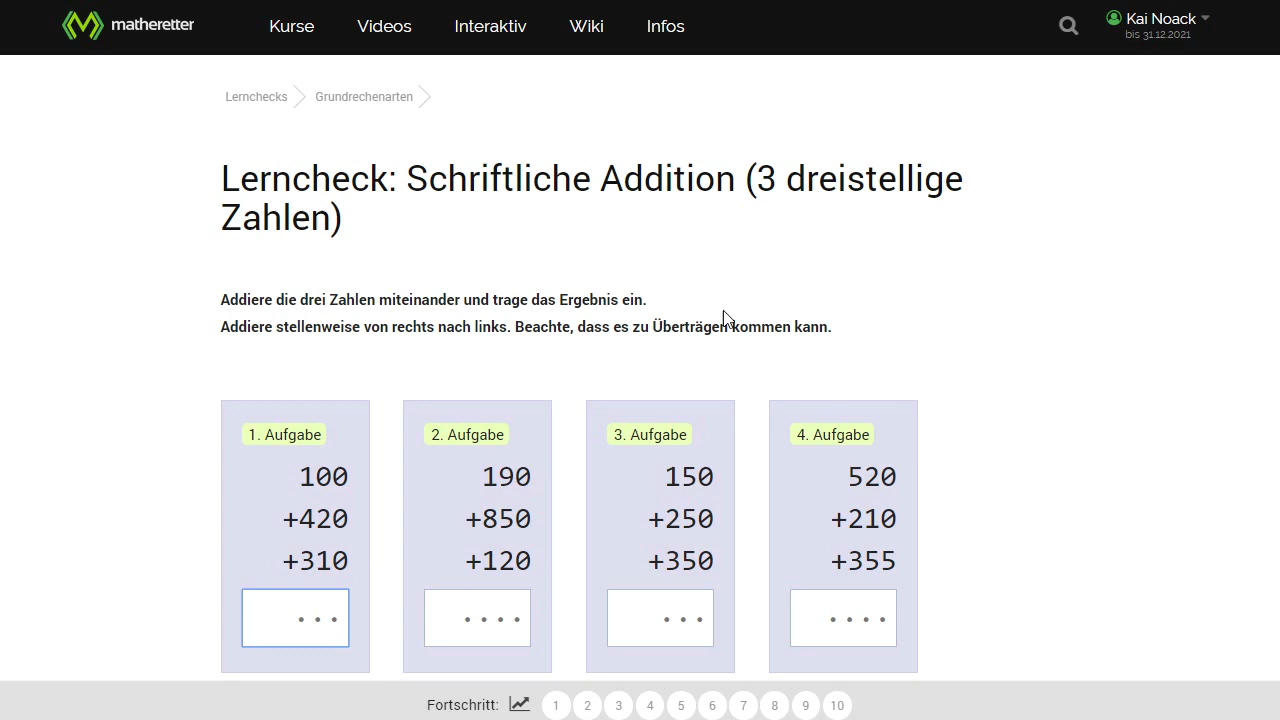 matheretter
Kurse Videos Interaktiv Wiki Infos
Kai Noack
bis 31.12.2021
Lernchecks Grundrechenarten
Lerncheck: Schriftliche Addition (3 dreistellige
Zahlen)
Addiere die drei Zahlen miteinander und trage das Ergebnis ein.
Addiere stellenweise von rechts nach links. Beachte, dass es zu Überträgen kommen kann.
1. Aufgabe
100
+420
+310
• • •
2. Aufgabe
190
+850
+120
• • • •
3. Aufgabe
150
+250
+350
• • •
4. Aufgabe
520
+210
+355
• • • •
Fortschritt: 1 2 3 4 5 6 7 8 9 10